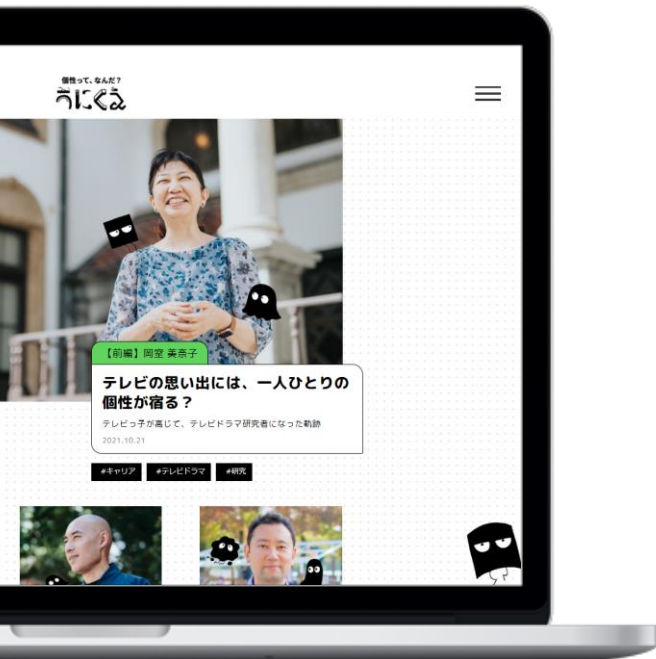 個性って、なんだ？
うにくえ
【前編】岡室 美奈子
テレビの思い出には、一人ひとりの
個性が宿る？
テレビっ子が高じて、テレビドラマ研究者になった軌跡
2021.10.21
#キャリア #テレビドラマ #研究